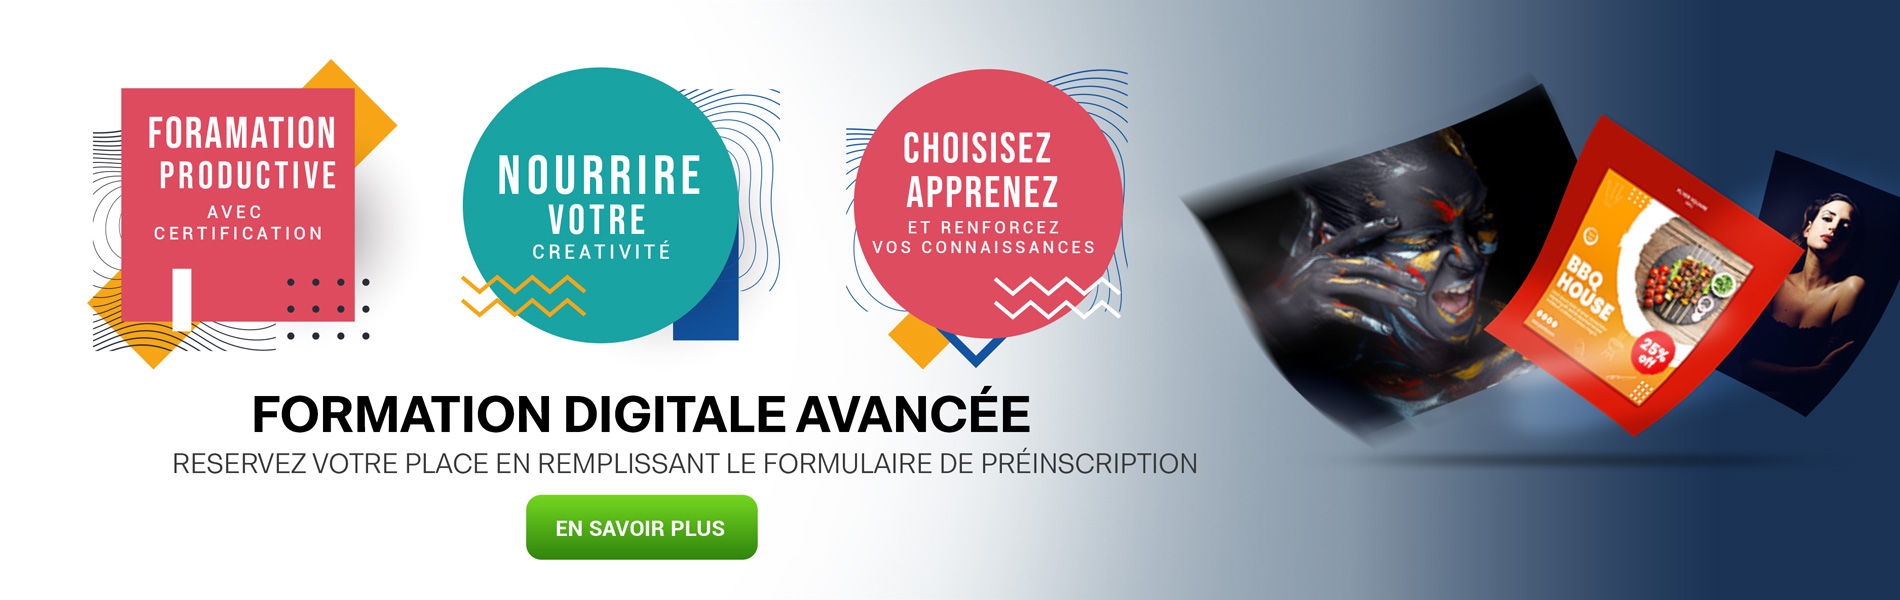 FORAMATION
PRODUCTIVE
AVEC
CERTIFICATION
NOURRIRE
VOTRE
CREATIVITÉ
CHOISISEZ
APPRENEZ
ET RENFORCEZ
VOS CONNAISSANCES
BBQ
HOUSE
25%
off
FORMATION DIGITALE AVANCÉE
RESERVEZ VOTRE PLACE EN REMPLISSANT LE FORMULAIRE DE PRÉINSCRIPTION
EN SAVOIR PLUS